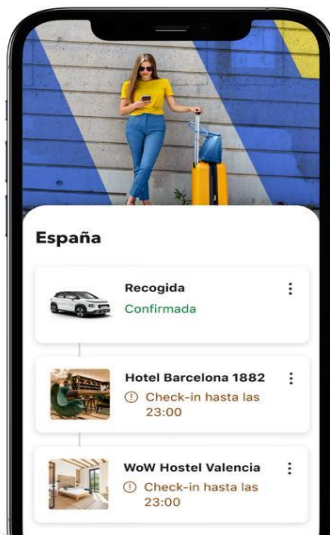 España
Recogida
Confirmada
Hotel Barcelona 1882
Check-in hasta las
23:00
WoW Hostel Valencia
Check-in hasta las
23:00